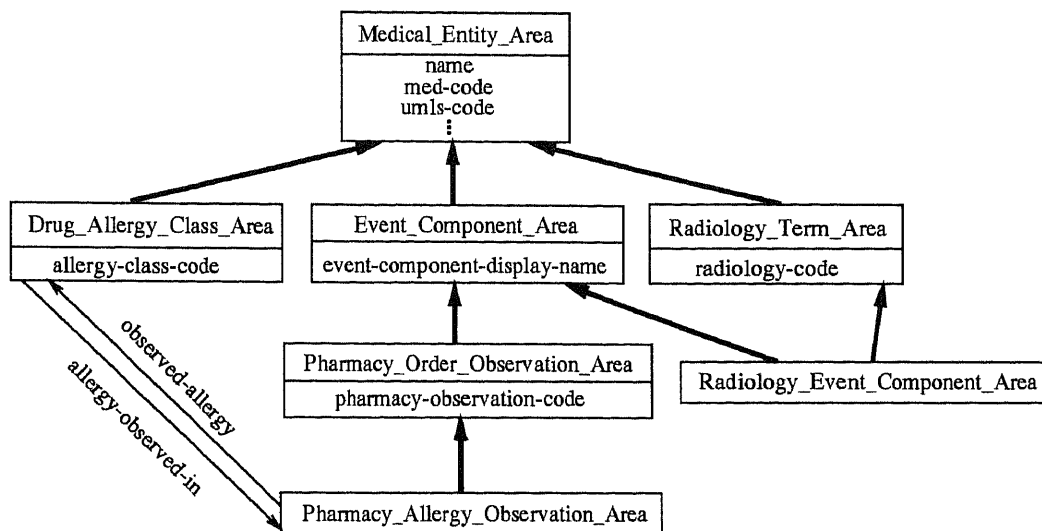 Medical_Entity_Area
name
med-code
umls-code
Drug_Allergy_Class_Area
allergy-class-code
Event_Component_Area
event-component-display-name
Radiology_Term_Area
radiology-code
observed-allergy
allergy-observed-in
Pharmacy_Order_Observation_Area
pharmacy-observation-code
Radiology_Event_Component_Area
Pharmacy_Allergy_Observation_Area